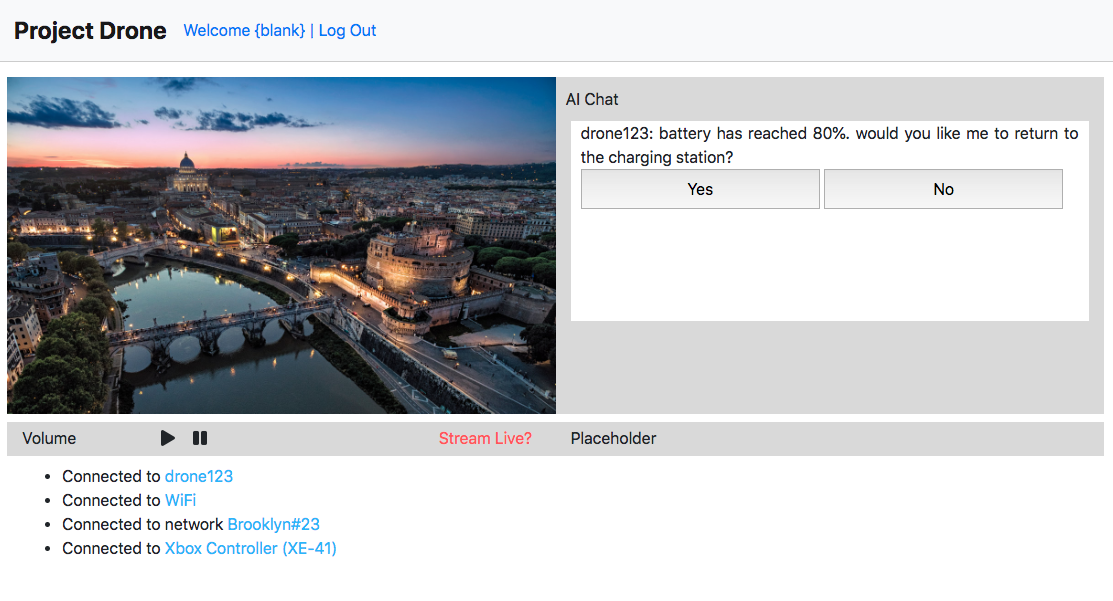 Project Drone Welcome {blank} | Log Out
AI Chat
drone123: battery has reached 80%. would you like me to return to
the charging station?
Yes No
Volume Stream Live? Placeholder
Connected to drone123
Connected to WiFi
Connected to network Brooklyn#23
Connected to Xbox Controller (XE-41)